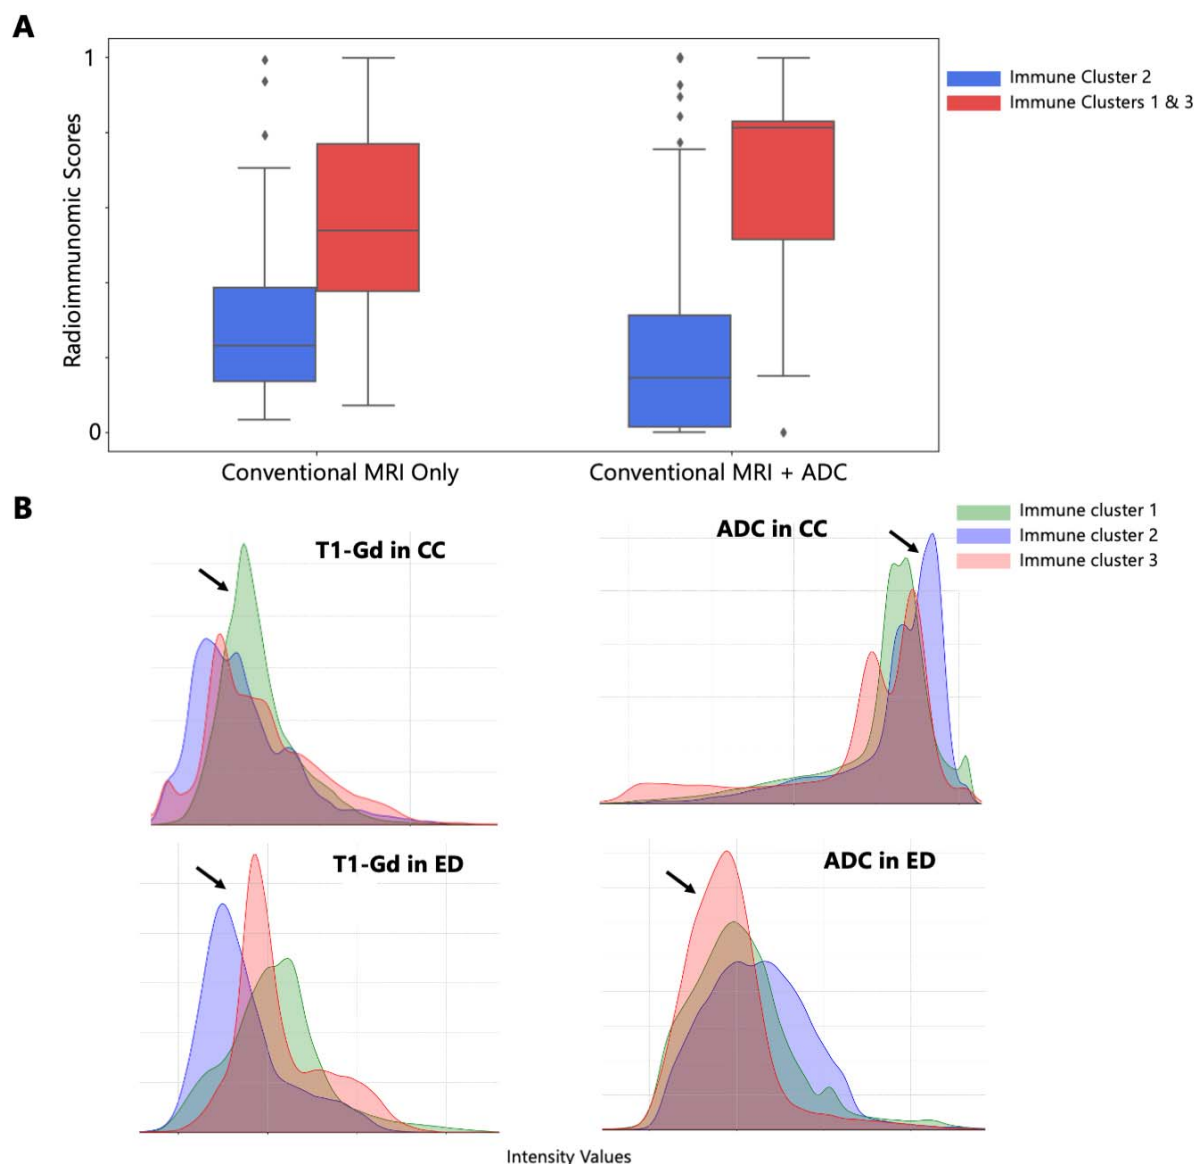 A
1
Radioimmunomic Scores
0
Conventional MRI Only
Conventional MRI + ADC
Immune Cluster 2
Immune Clusters 1 & 3
B
T1-Gd in CC
ADC in CC
Immune cluster 1
Immune cluster 2
Immune cluster 3
T1-Gd in ED
ADC in ED
Intensity Values